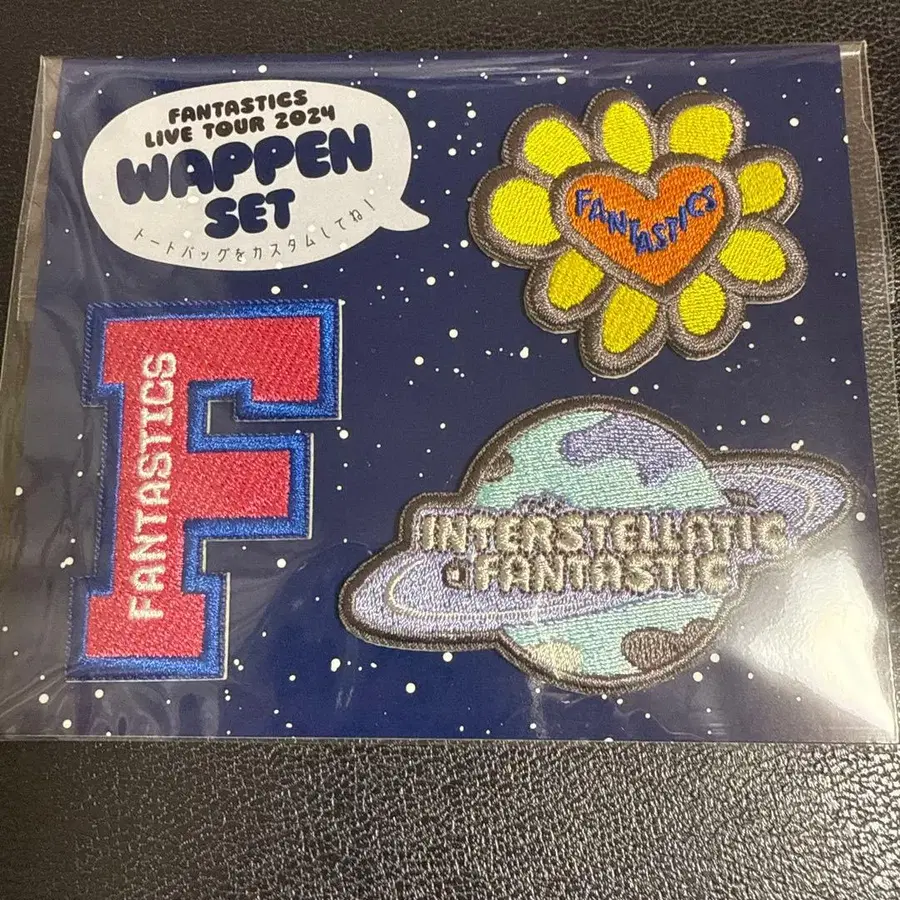 FANTASTICS
LIVE TOUR 2024
WAPPEN
SET
トートバッグをカスタムしてね!
FANTASTICS
FANTASTICS
INTERSTELLATIC
FANTASTIC